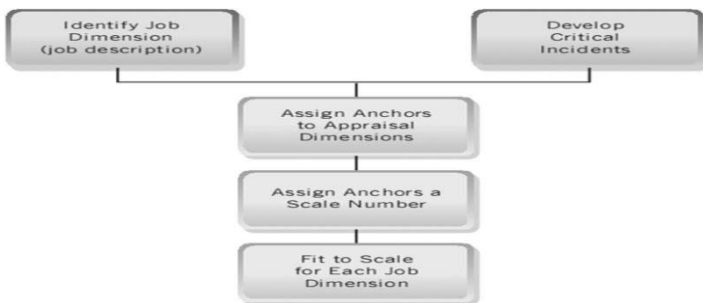 Identify Job
Dimension
(job description)
Develop
Critical
Incidents
Assign Anchors
to Appraisal
Dimensions
Assign Anchors a
Scale Number
Fit to Scale
for Each Job
Dimension